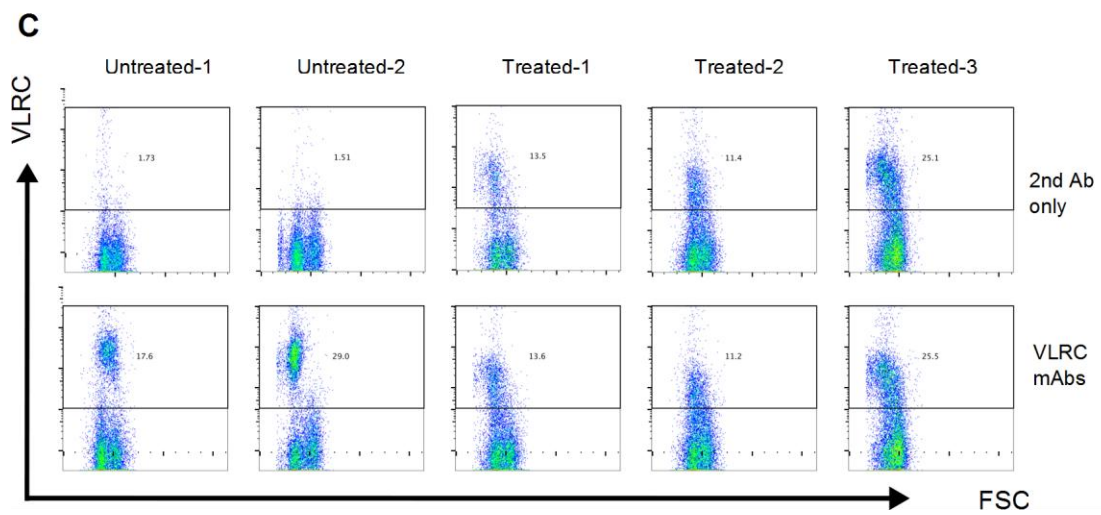 C
Untreated-1 Untreated-2 Treated-1 Treated-2 Treated-3
VLRC
1.73 1.51 13.5 11.4 25.1
2nd Ab
only
17.6 29.0 13.6 11.2 25.5
VLRC
mAbs
FSC